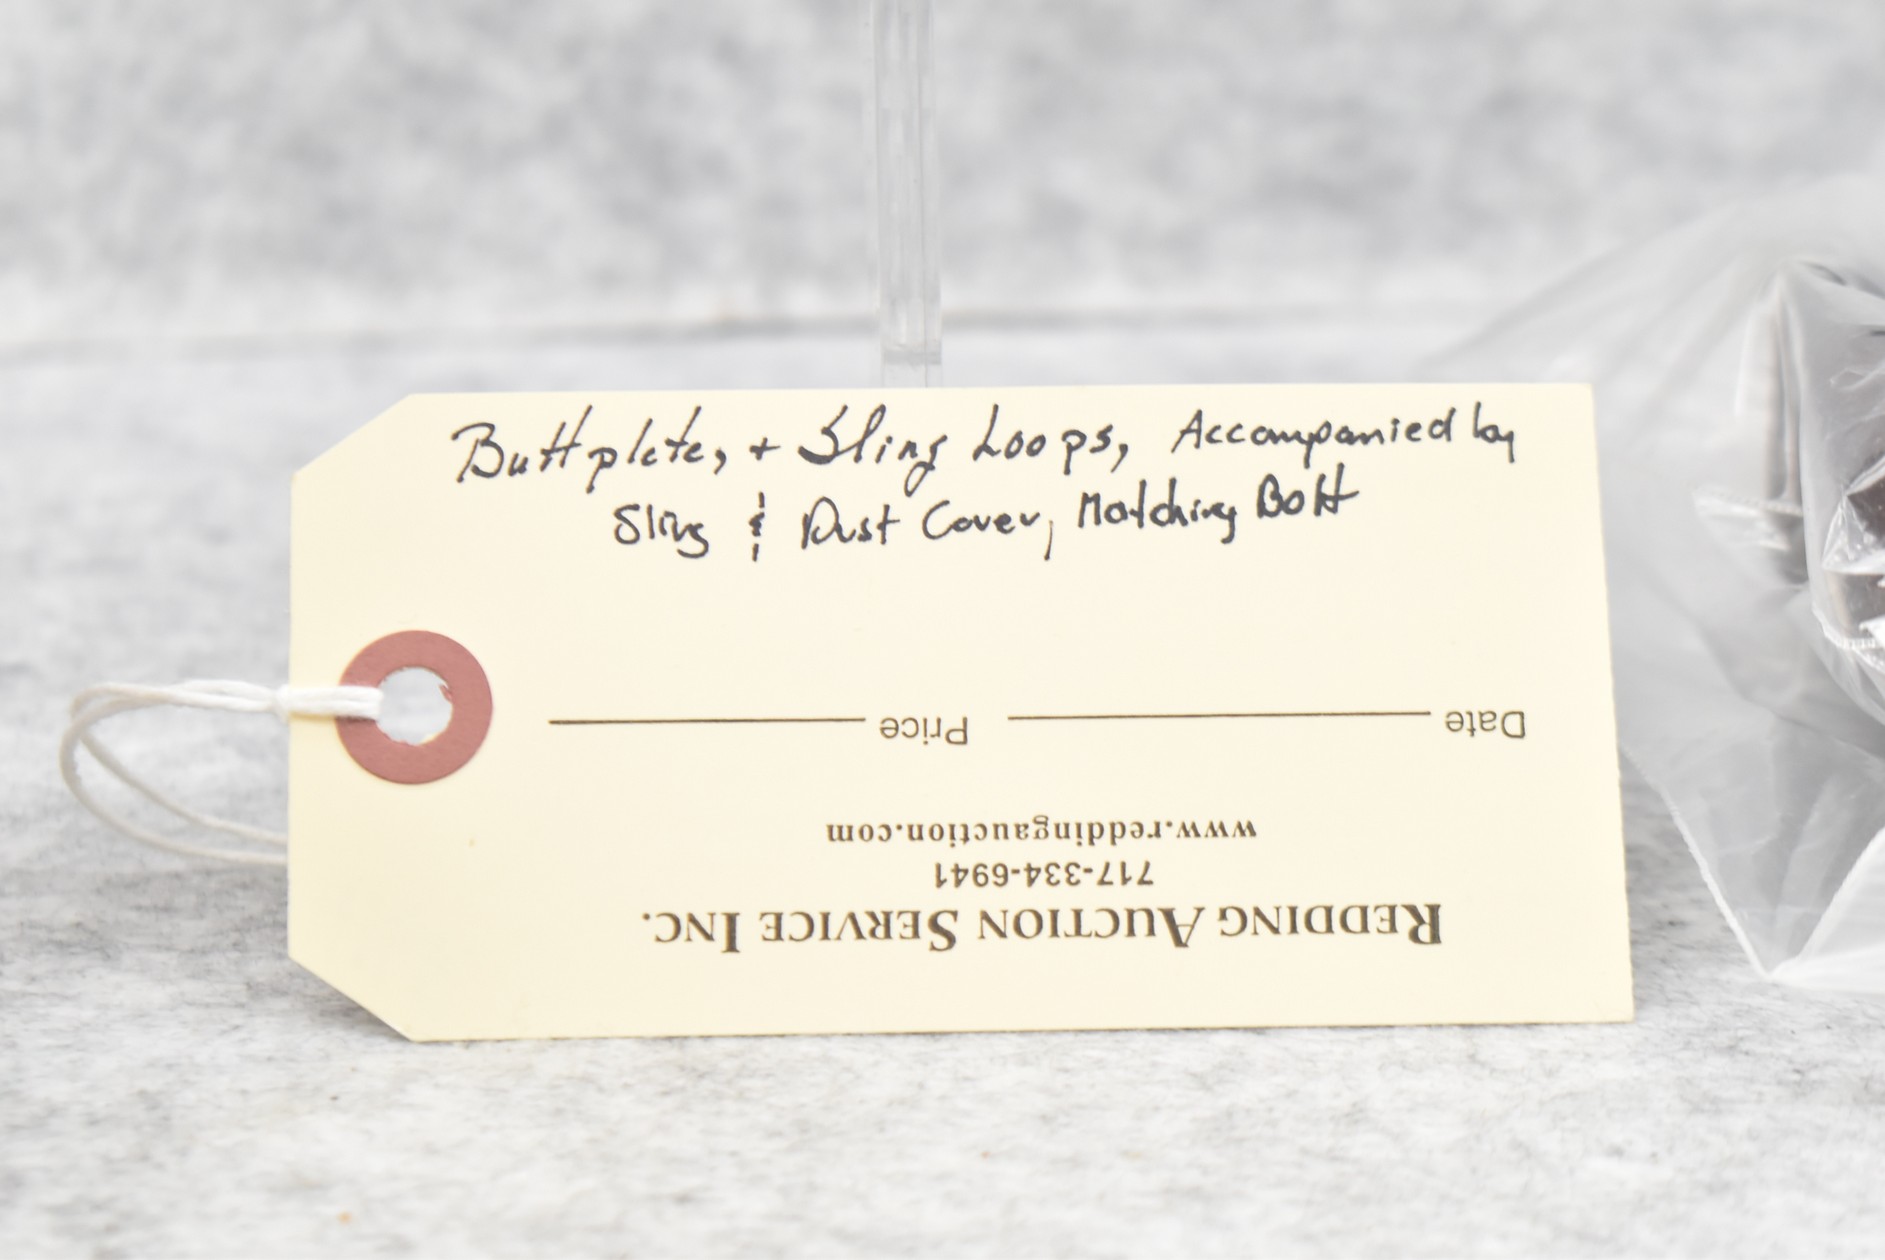 Buttplate, + Sling Loops, Accompanied by
Sling & Dust Cover, Matching Bolt
Date Price
www.reddingauction.com
717-334-6941
REDDING AUCTION SERVICE INC.